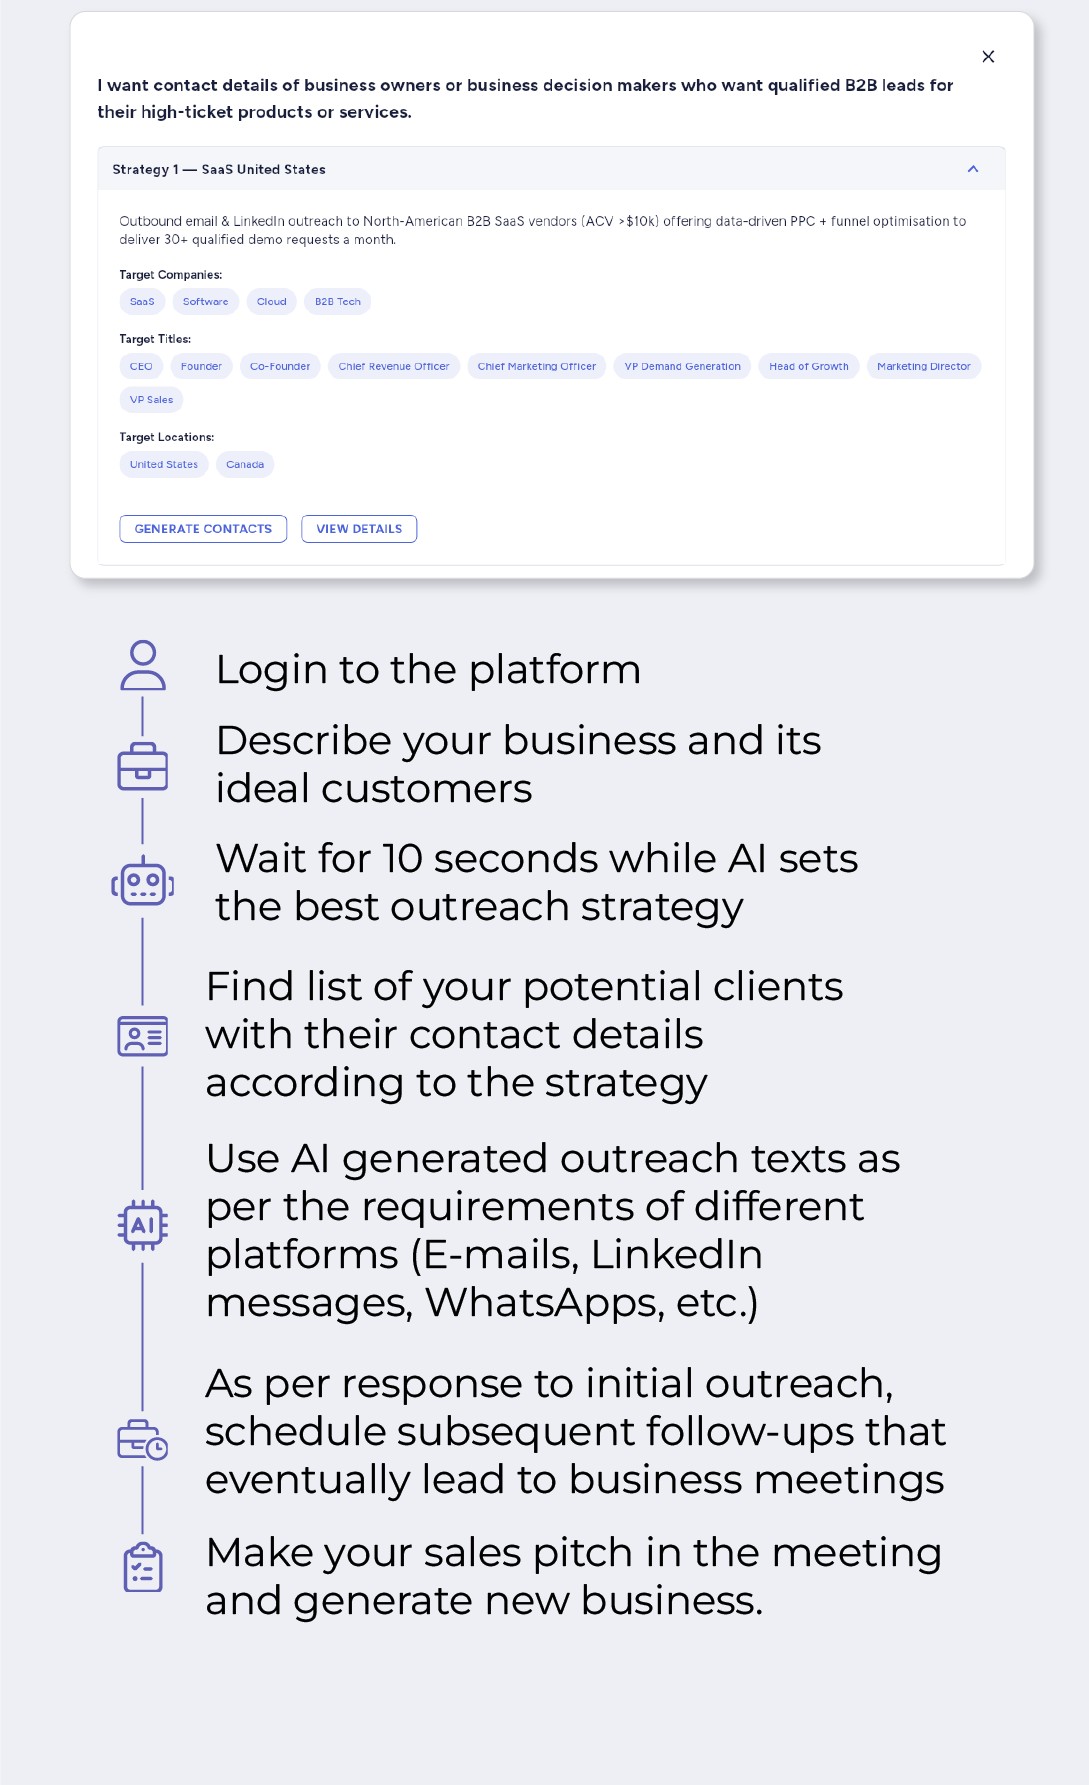 I want contact details of business owners or business decision makers who want qualified B2B leads for
their high-ticket products or services.
Strategy 1 — SaaS United States
Outbound email & LinkedIn outreach to North-American B2B SaaS vendors (ACV >$10k) offering data-driven PPC + funnel optimisation to
deliver 30+ qualified demo requests a month.
Target Companies:
SaaS Software Cloud B2B Tech
Target Titles:
CEO Founder Co-Founder Chief Revenue Officer Chief Marketing Officer VP Demand Generation Head of Growth Marketing Director
VP Sales
Target Locations:
United States Canada
GENERATE CONTACTS VIEW DETAILS
Login to the platform
Describe your business and its
ideal customers
Wait for 10 seconds while AI sets
the best outreach strategy
Find list of your potential clients
with their contact details
according to the strategy
AI
Use AI generated outreach texts as
per the requirements of different
platforms (E-mails, LinkedIn
messages, WhatsApps, etc.)
As per response to initial outreach,
schedule subsequent follow-ups that
eventually lead to business meetings
Make your sales pitch in the meeting
and generate new business.